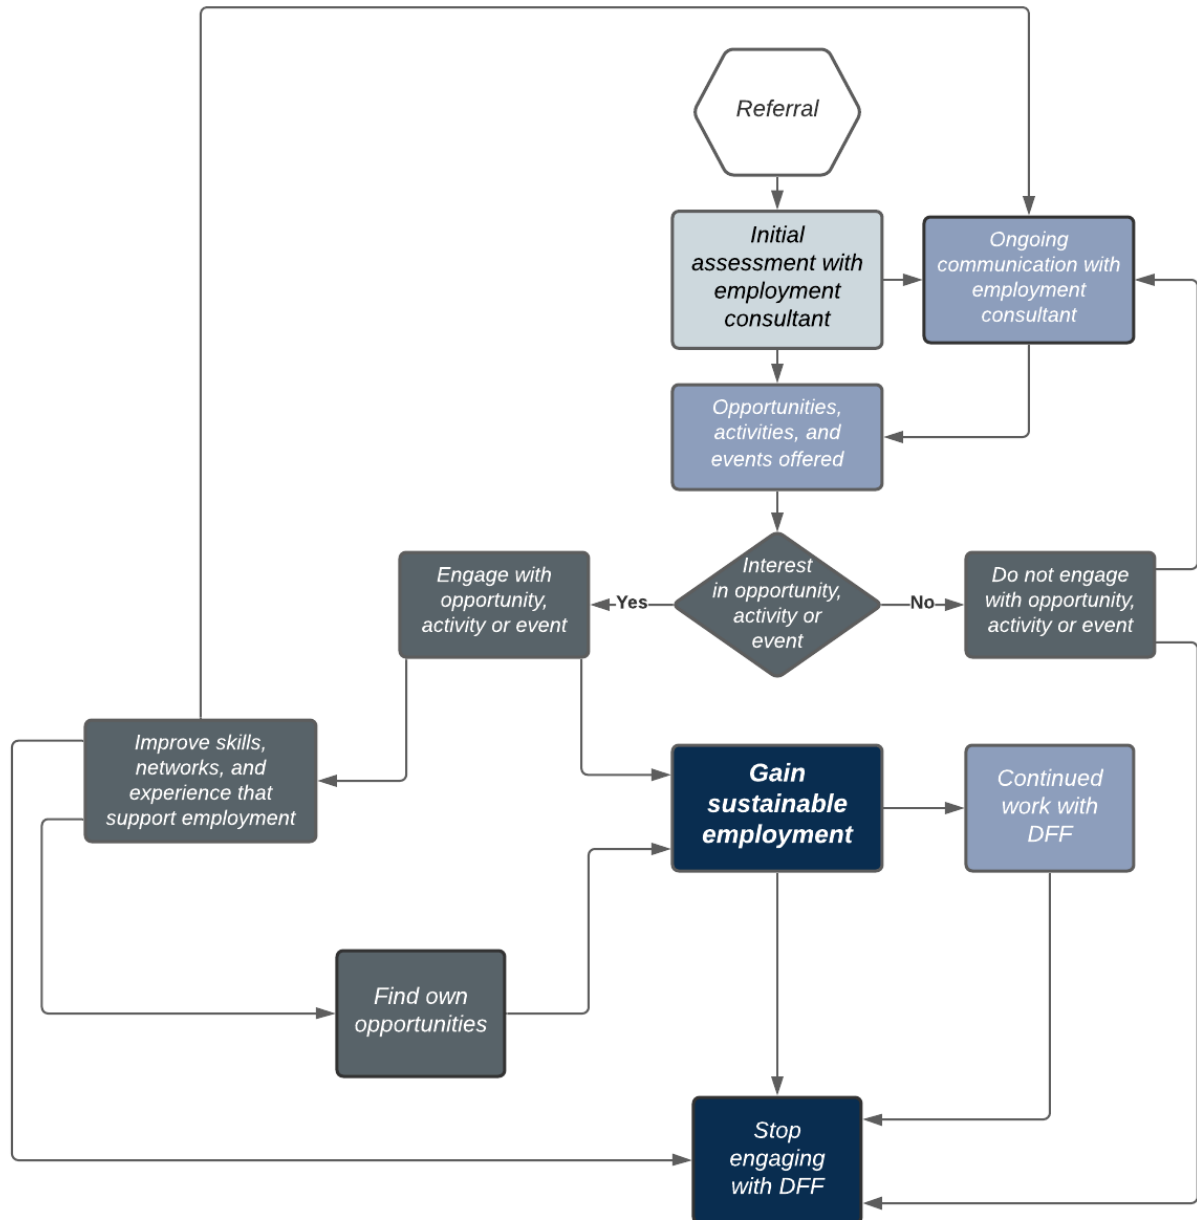 Referral
Initial
assessment with
employment
consultant
Ongoing
communication with
employment
consultant
Opportunities,
activities, and
events offered
Engage with
opportunity,
activity or event
Yes
Interest
in opportunity,
activity or
event
No
Do not engage
with opportunity,
activity or event
Improve skills,
networks, and
experience that
support employment
Gain
sustainable
employment
Continued
work with
DFF
Find own
opportunities
Stop
engaging
with DFF